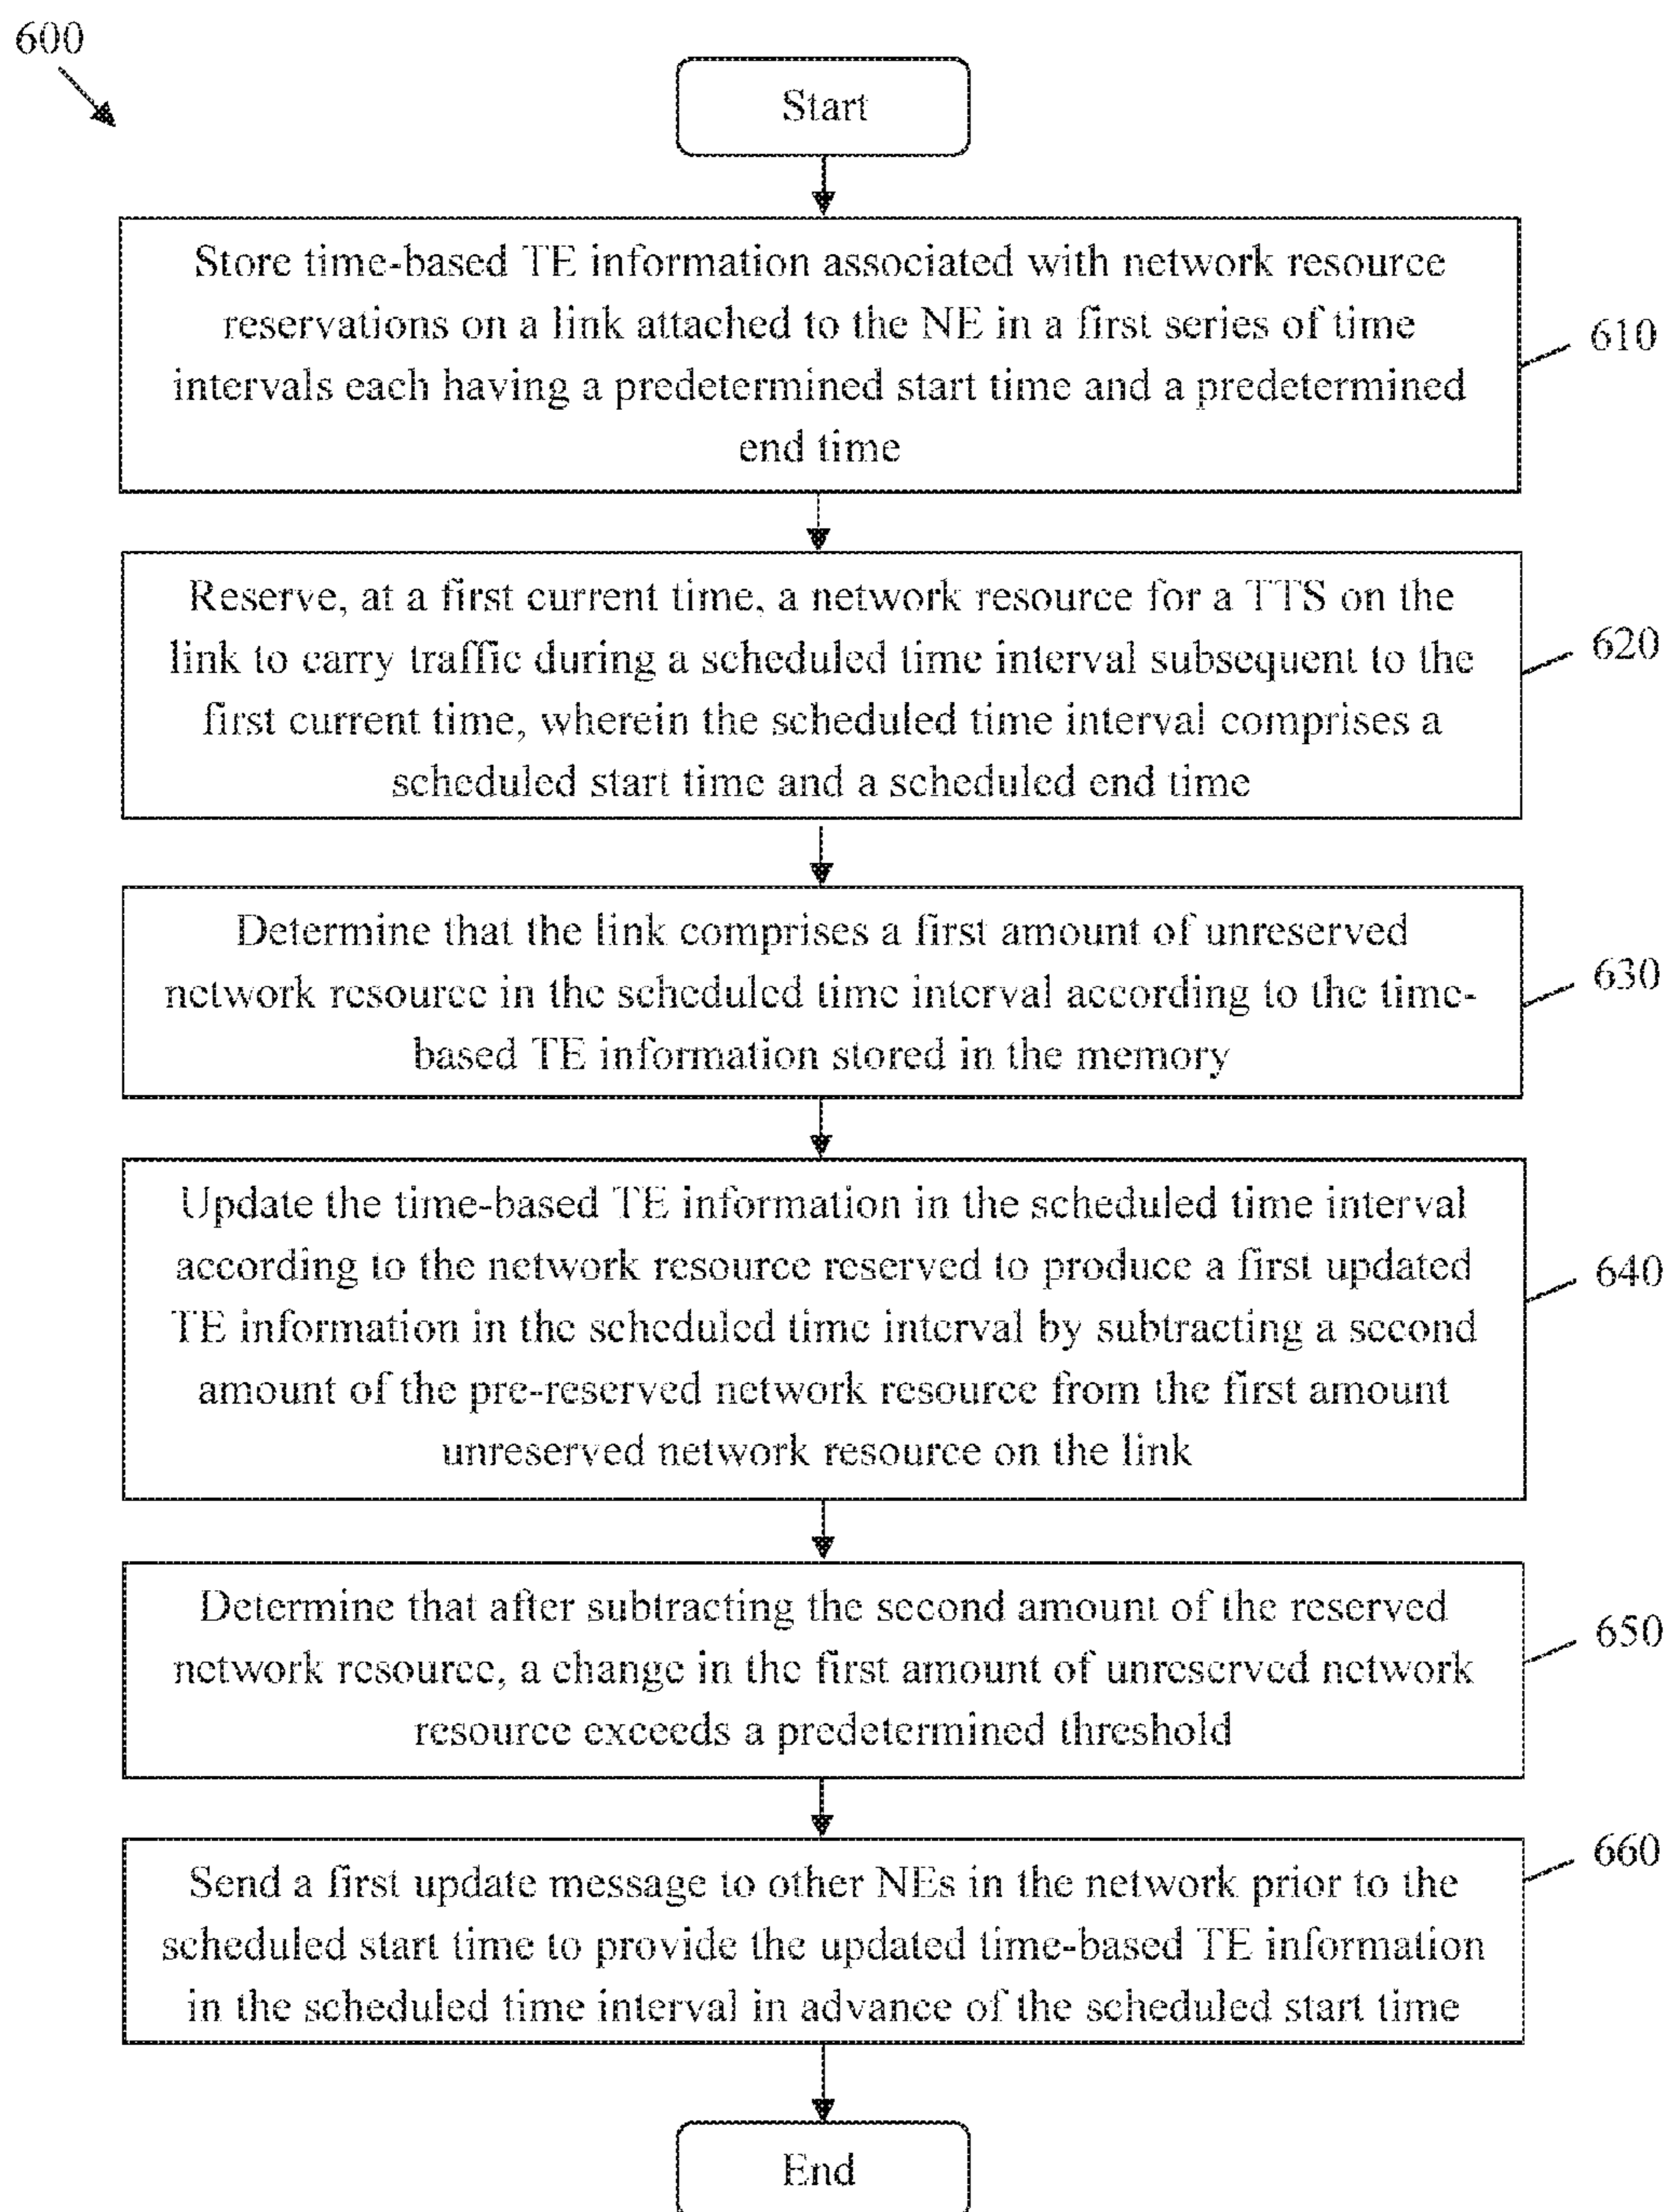 600
Start
Store time-based TE information associated with network resource
reservations on a link attached to the NE in a first series of time
intervals each having a predetermined start time and a predetermined
end time
610
Reserve, at a first current time, a network resource for a TTS on the
link to carry traffic during a scheduled time interval subsequent to the
first current time, wherein the scheduled time interval comprises a
scheduled start time and a scheduled end time
620
Determine that the link comprises a first amount of unreserved
network resource in the scheduled time interval according to the time-
based TE information stored in the memory
630
Update the time-based TE information in the scheduled time interval
according to the network resource reserved to produce a first updated
TE information in the scheduled time interval by subtracting a second
amount of the pre-reserved network resource from the first amount
unreserved network resource on the link
640
Determine that after subtracting the second amount of the reserved
network resource, a change in the first amount of unreserved network
resource exceeds a predetermined threshold
650
Send a first update message to other NEs in the network prior to the
scheduled start time to provide the updated time-based TE information
in the scheduled time interval in advance of the scheduled start time
660
End